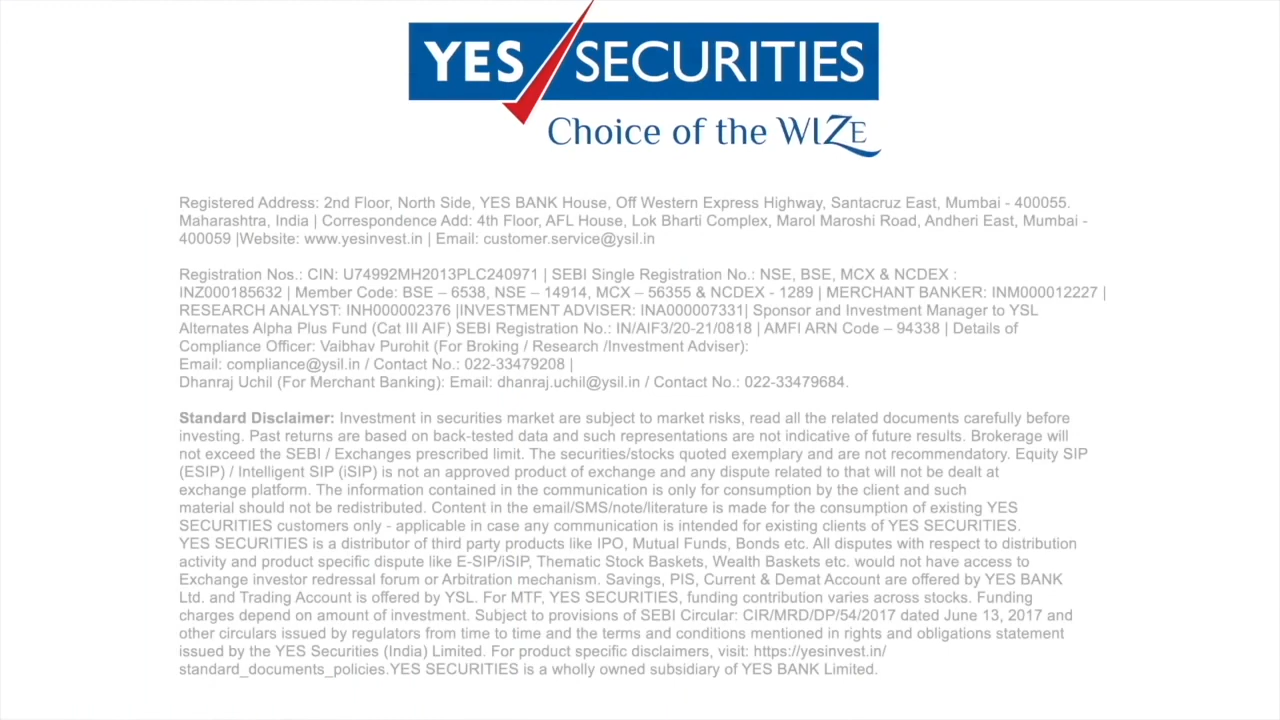 YES SECURITIES
Choice of the WIZE
Registered Address: 2nd Floor, North Side, YES BANK House, Off Western Express Highway, Santacruz East, Mumbai - 400055.
Maharashtra, India | Correspondence Add: 4th Floor, AFL House, Lok Bharti Complex, Marol Maroshi Road, Andheri East, Mumbai -
400059 |Website: www.yesinvest.in | Email: customer.service@ysil.in
Registration Nos.: CIN: U74992MH2013PLC240971 | SEBI Single Registration No.: NSE, BSE, MCX & NCDEX :
INZ000185632 | Member Code: BSE – 6538, NSE – 14914, MCX – 56355 & NCDEX - 1289 | MERCHANT BANKER: INM000012227 |
RESEARCH ANALYST: INH000002376 |INVESTMENT ADVISER: INA000007331| Sponsor and Investment Manager to YSL
Alternates Alpha Plus Fund (Cat III AIF) SEBI Registration No.: IN/AIF3/20-21/0818 | AMFI ARN Code – 94338 | Details of
Compliance Officer: Vaibhav Purohit (For Broking / Research /Investment Adviser):
Email: compliance@ysil.in / Contact No.: 022-33479208 |
Dhanraj Uchil (For Merchant Banking): Email: dhanraj.uchil@ysil.in / Contact No.: 022-33479684.
Standard Disclaimer: Investment in securities market are subject to market risks, read all the related documents carefully before
investing. Past returns are based on back-tested data and such representations are not indicative of future results. Brokerage will
not exceed the SEBI / Exchanges prescribed limit. The securities/stocks quoted exemplary and are not recommendatory. Equity SIP
(ESIP) / Intelligent SIP (iSIP) is not an approved product of exchange and any dispute related to that will not be dealt at
exchange platform. The information contained in the communication is only for consumption by the client and such
material should not be redistributed. Content in the email/SMS/note/literature is made for the consumption of existing YES
SECURITIES customers only - applicable in case any communication is intended for existing clients of YES SECURITIES.
YES SECURITIES is a distributor of third party products like IPO, Mutual Funds, Bonds etc. All disputes with respect to distribution
activity and product specific dispute like E-SIP/iSIP, Thematic Stock Baskets, Wealth Baskets etc. would not have access to
Exchange investor redressal forum or Arbitration mechanism. Savings, PIS, Current & Demat Account are offered by YES BANK
Ltd. and Trading Account is offered by YSL. For MTF, YES SECURITIES, funding contribution varies across stocks. Funding
charges depend on amount of investment. Subject to provisions of SEBI Circular: CIR/MRD/DP/54/2017 dated June 13, 2017 and
other circulars issued by regulators from time to time and the terms and conditions mentioned in rights and obligations statement
issued by the YES Securities (India) Limited. For product specific disclaimers, visit: https://yesinvest.in/
standard_documents_policies.YES SECURITIES is a wholly owned subsidiary of YES BANK Limited.